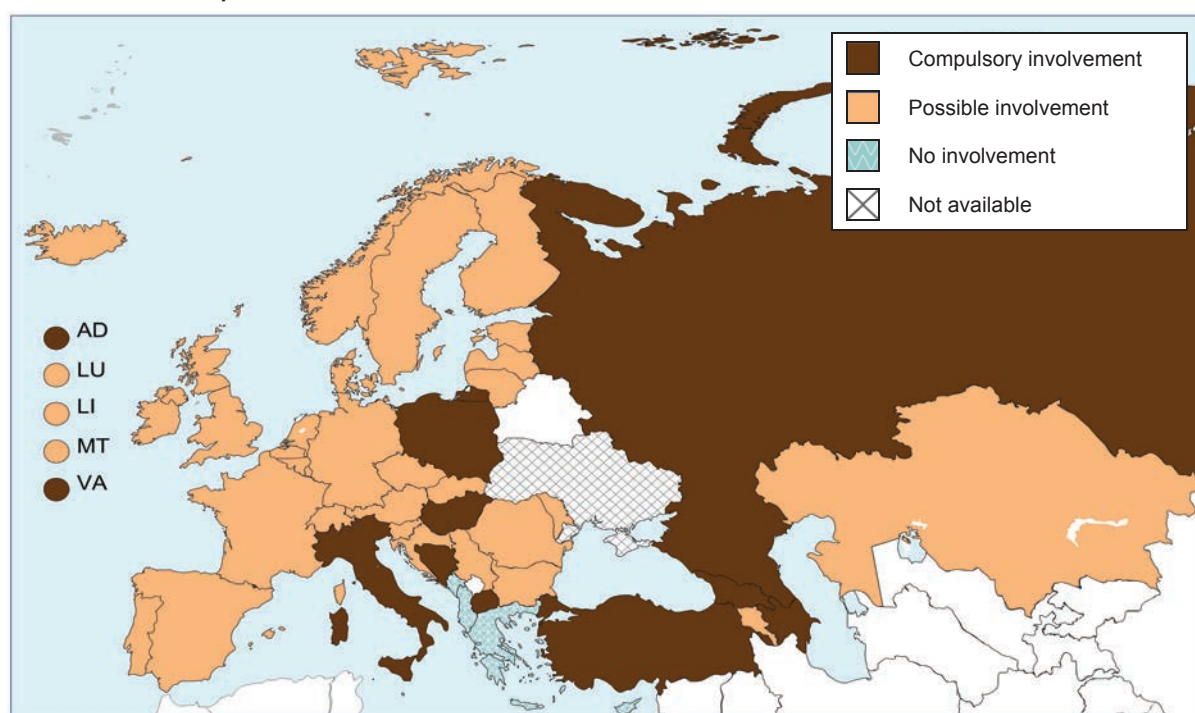 Compulsory involvement
Possible involvement
No involvement
Not available
AD
LU
LI
MT
VA